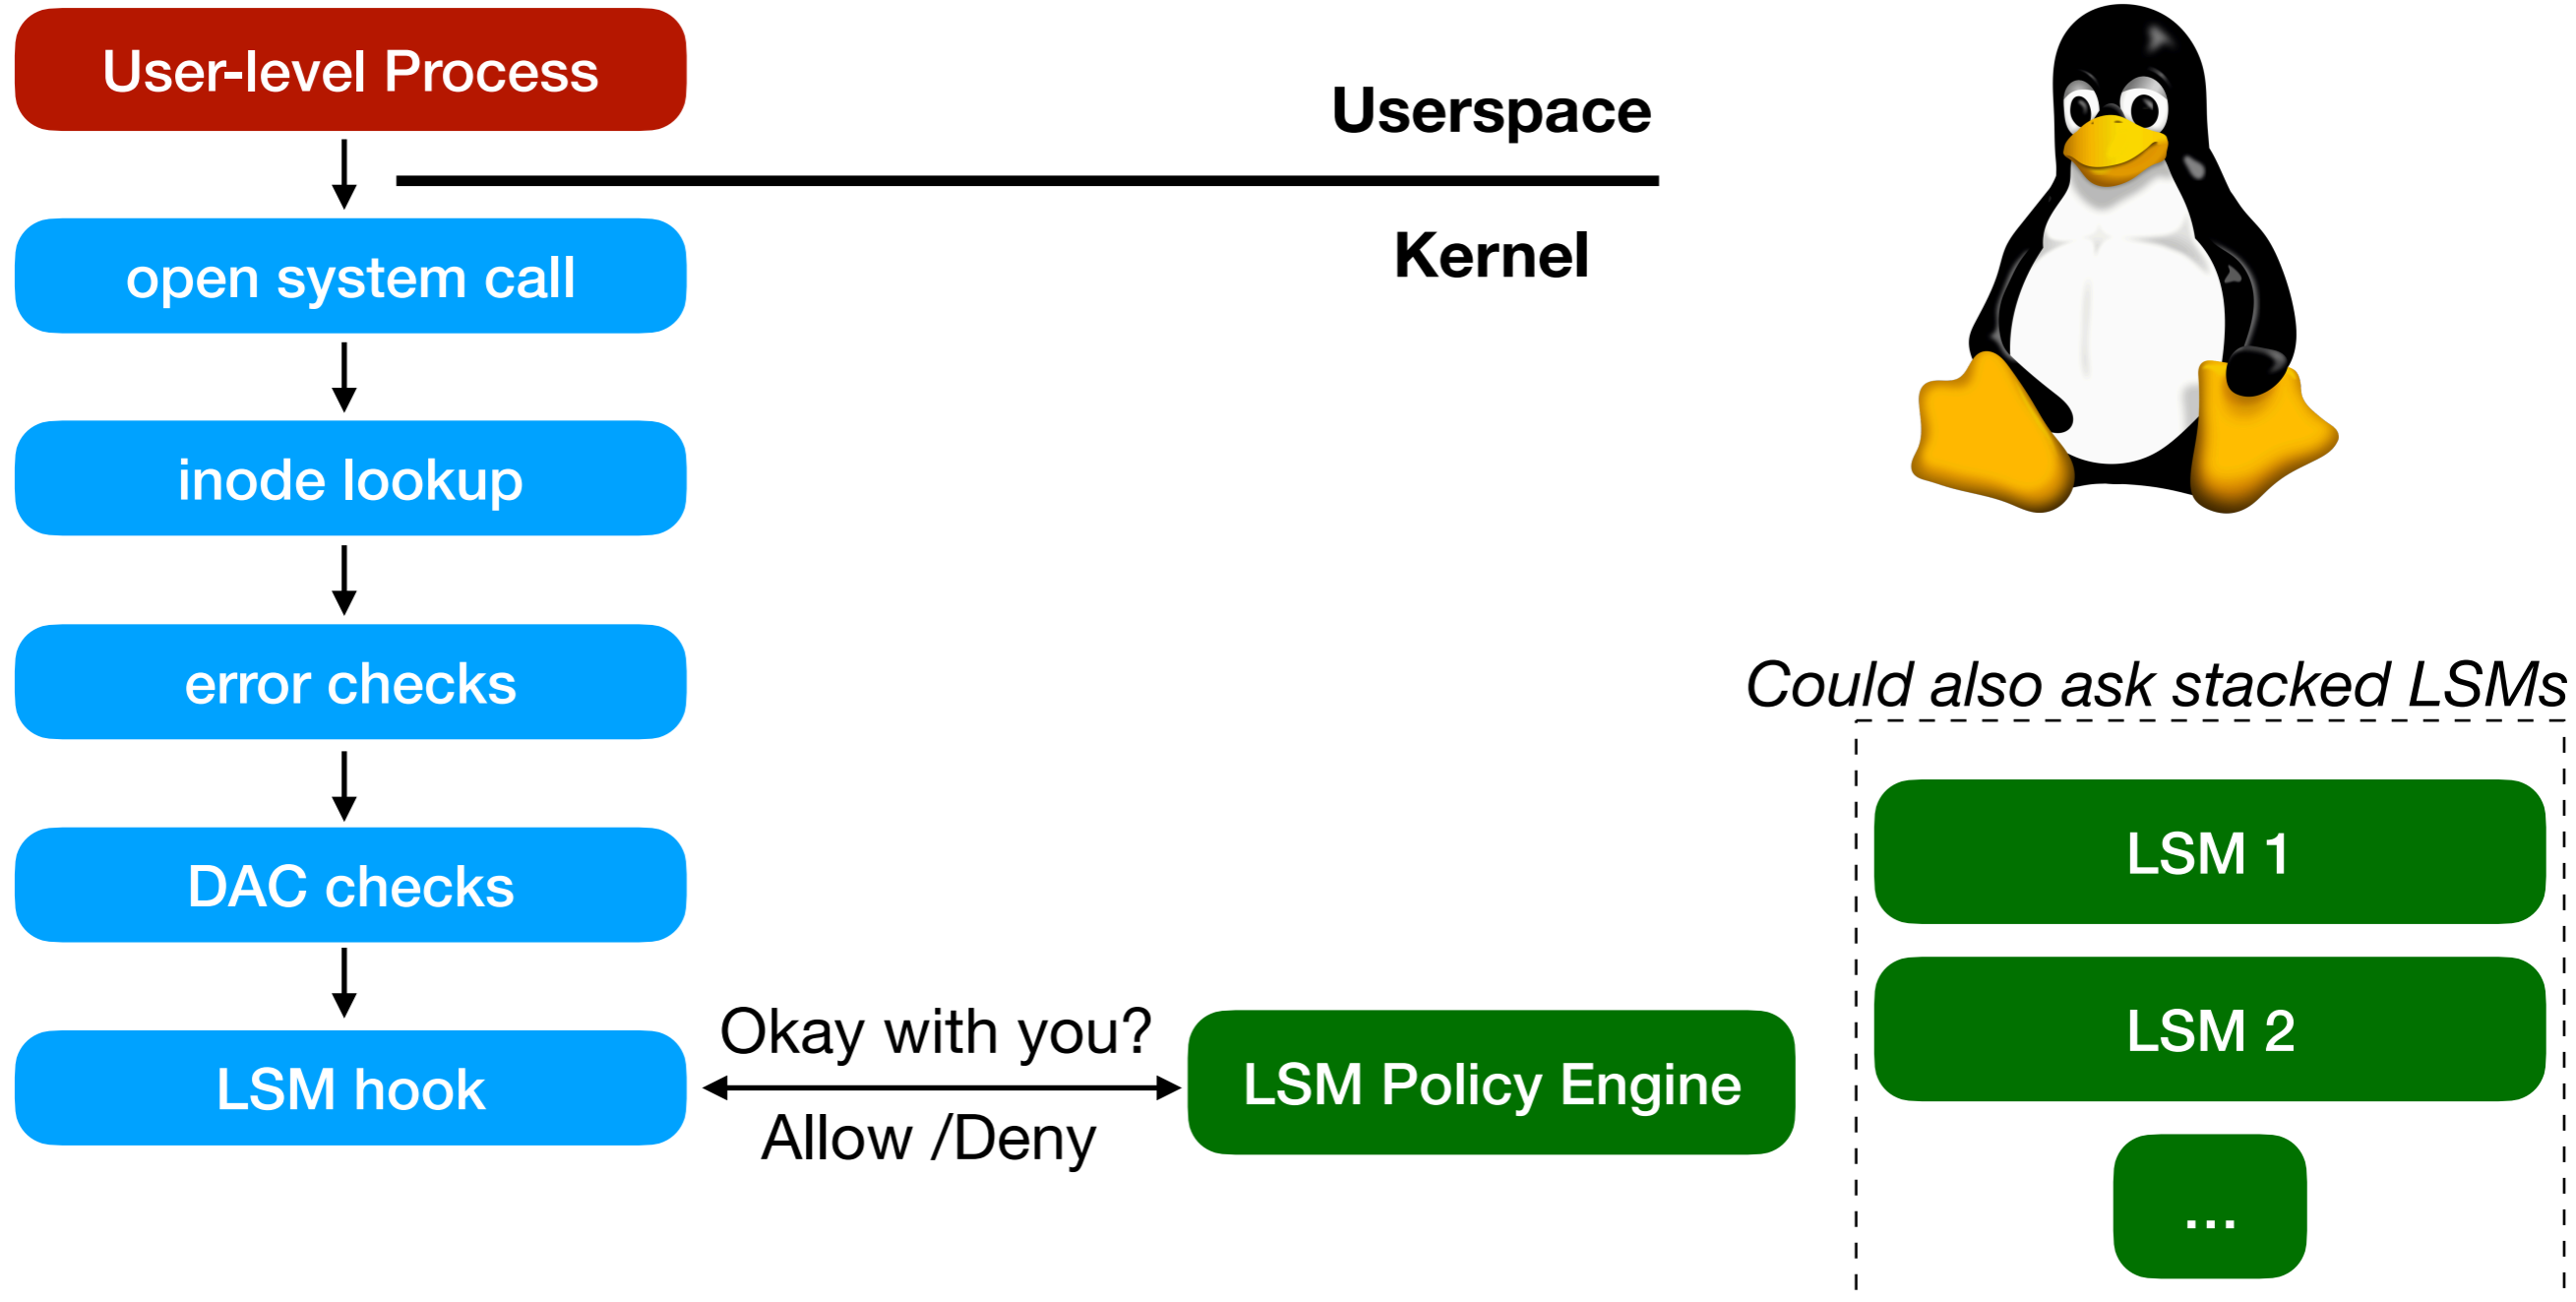 User-level Process
Userspace
Kernel
open system call
inode lookup
error checks
DAC checks
LSM hook
Okay with you?
Allow /Deny
LSM Policy Engine
Could also ask stacked LSMs
LSM 1
LSM 2
...